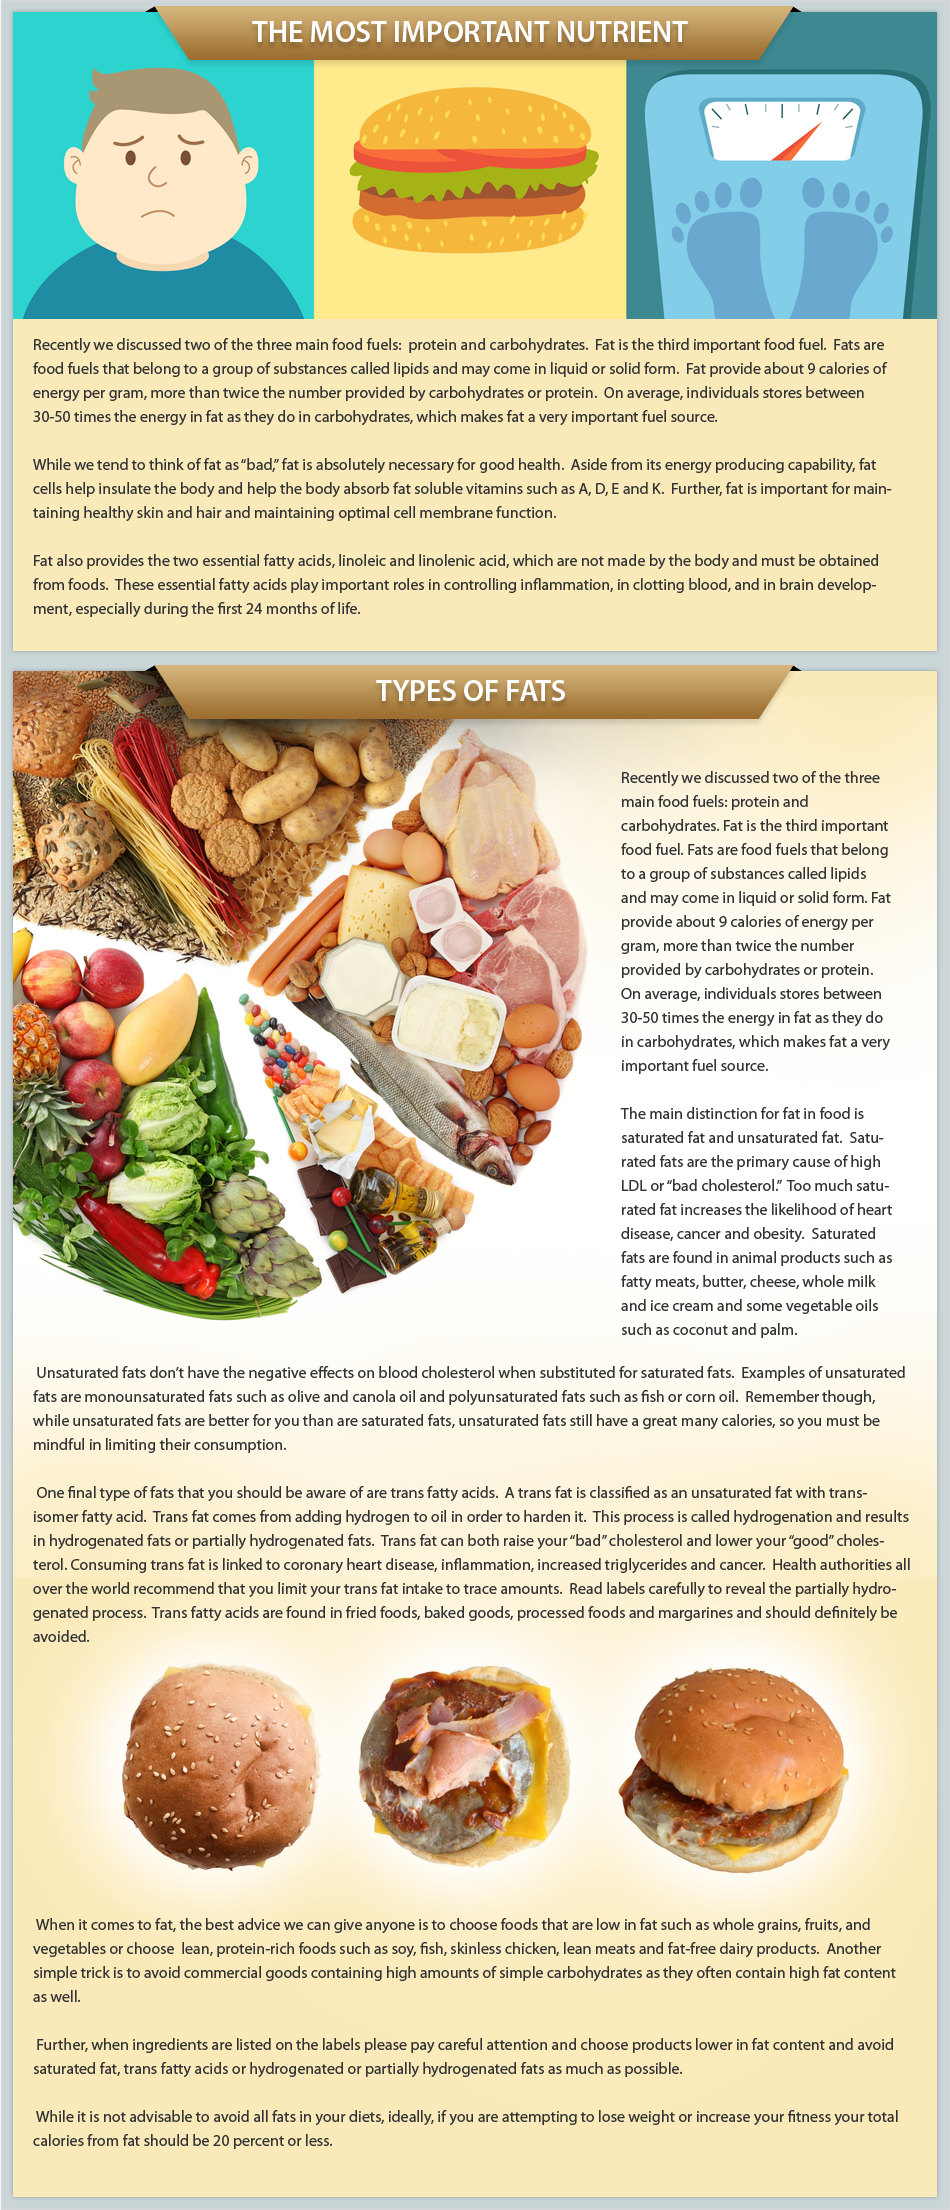 THE MOST IMPORTANT NUTRIENT
Recently we discussed two of the three main food fuels:  protein and carbohydrates.  Fat is the third important food fuel.  Fats are
food fuels that belong to a group of substances called lipids and may come in liquid or solid form.  Fat provide about 9 calories of
energy per gram, more than twice the number provided by carbohydrates or protein.  On average, individuals stores between
30-50 times the energy in fat as they do in carbohydrates, which makes fat a very important fuel source.
While we tend to think of fat as “bad,” fat is absolutely necessary for good health.  Aside from its energy producing capability, fat
cells help insulate the body and help the body absorb fat soluble vitamins such as A, D, E and K.  Further, fat is important for main-
taining healthy skin and hair and maintaining optimal cell membrane function.
Fat also provides the two essential fatty acids, linoleic and linolenic acid, which are not made by the body and must be obtained
from foods.  These essential fatty acids play important roles in controlling inflammation, in clotting blood, and in brain develop-
ment, especially during the first 24 months of life.
TYPES OF FATS
Recently we discussed two of the three
main food fuels: protein and
carbohydrates. Fat is the third important
food fuel. Fats are food fuels that belong
to a group of substances called lipids
and may come in liquid or solid form. Fat
provide about 9 calories of energy per
gram, more than twice the number
provided by carbohydrates or protein.
On average, individuals stores between
30-50 times the energy in fat as they do
in carbohydrates, which makes fat a very
important fuel source.
The main distinction for fat in food is
saturated fat and unsaturated fat.  Satu-
rated fats are the primary cause of high
LDL or “bad cholesterol.” Too much satu-
rated fat increases the likelihood of heart
disease, cancer and obesity.  Saturated
fats are found in animal products such as
fatty meats, butter, cheese, whole milk
and ice cream and some vegetable oils
such as coconut and palm.
Unsaturated fats don’t have the negative effects on blood cholesterol when substituted for saturated fats.  Examples of unsaturated
fats are monounsaturated fats such as olive and canola oil and polyunsaturated fats such as fish or corn oil.  Remember though,
while unsaturated fats are better for you than are saturated fats, unsaturated fats still have a great many calories, so you must be
mindful in limiting their consumption.
One final type of fats that you should be aware of are trans fatty acids.  A trans fat is classified as an unsaturated fat with trans-
isomer fatty acid.  Trans fat comes from adding hydrogen to oil in order to harden it.  This process is called hydrogenation and results
in hydrogenated fats or partially hydrogenated fats.  Trans fat can both raise your “bad” cholesterol and lower your “good” choles-
terol. Consuming trans fat is linked to coronary heart disease, inflammation, increased triglycerides and cancer.  Health authorities all
over the world recommend that you limit your trans fat intake to trace amounts.  Read labels carefully to reveal the partially hydro-
genated process.  Trans fatty acids are found in fried foods, baked goods, processed foods and margarines and should definitely be
avoided.
When it comes to fat, the best advice we can give anyone is to choose foods that are low in fat such as whole grains, fruits, and
vegetables or choose  lean, protein-rich foods such as soy, fish, skinless chicken, lean meats and fat-free dairy products.  Another
simple trick is to avoid commercial goods containing high amounts of simple carbohydrates as they often contain high fat content
as well.
Further, when ingredients are listed on the labels please pay careful attention and choose products lower in fat content and avoid
saturated fat, trans fatty acids or hydrogenated or partially hydrogenated fats as much as possible.
While it is not advisable to avoid all fats in your diets, ideally, if you are attempting to lose weight or increase your fitness your total
calories from fat should be 20 percent or less.